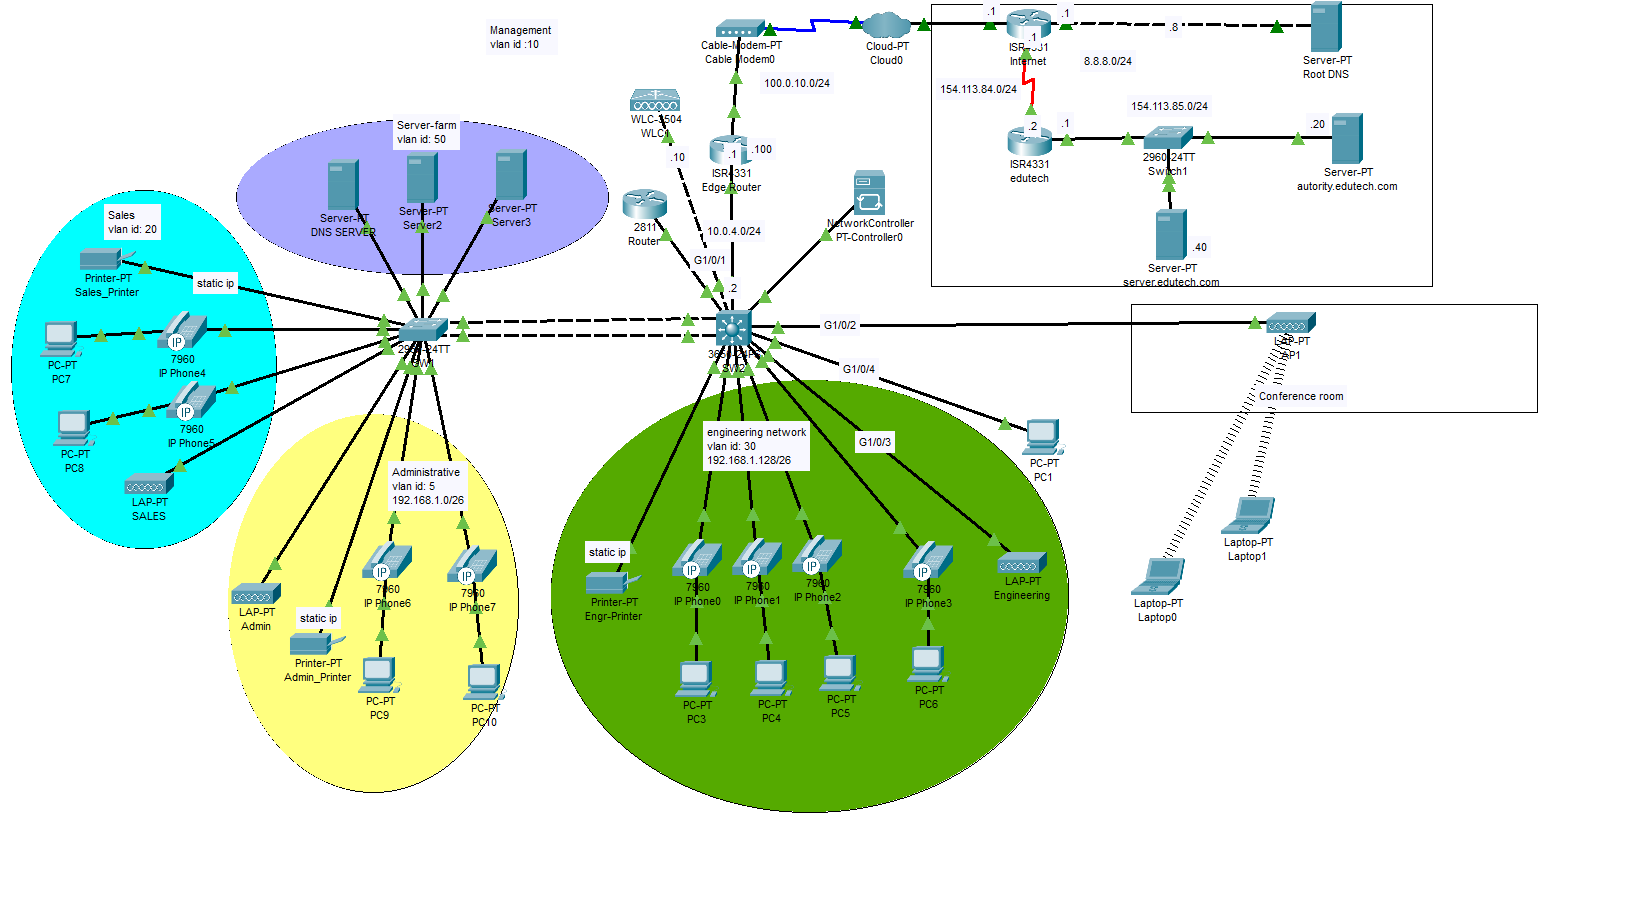 Management
vlan id :10
Cable-Modem-PT
Cable Modem0
Cloud-PT
Cloud0
.1
.1
.1
Internet
.8
Server-PT
Root DNS
100.0.10.0/24
8.8.8.0/24
154.113.84.0/24
154.113.85.0/24
.2
.1
ISR4331
edutech
2960-24TT
Switch1
.20
Server-PT
autority.edutech.com
.40
Server-PT
server.edutech.com
WLC-3504
.10
.1
.100
ISR4331
Edge Router
2811
Router
10.0.4.0/24
G1/0/1
.2
NetworkController
PT-Controller0
Server-farm
vlan id: 50
Server-PT
DNS SERVER
Server-PT
Server2
Server-PT
Server3
Sales
vlan id: 20
Printer-PT
Sales_Printer
static ip
PC-PT
PC7
IP
7960
IP Phone4
PC-PT
PC8
IP
7960
IP Phone5
LAP-PT
SALES
G1/0/2
LAP-PT
AP1
Conference room
Laptop-PT
Laptop1
Laptop-PT
Laptop0
G1/0/4
PC-PT
PC1
G1/0/3
engineering network
vlan id: 30
192.168.1.128/26
static ip
Printer-PT
Engr-Printer
IP
7960
IP Phone0
IP
7960
IP Phone1
IP
7960
IP Phone2
IP
7960
IP Phone3
LAP-PT
Engineering
PC-PT
PC3
PC-PT
PC4
PC-PT
PC5
PC-PT
PC6
Administrative
vlan id: 5
192.168.1.0/26
LAP-PT
Admin
static ip
Printer-PT
Admin_Printer
IP
7960
IP Phone6
IP
7960
IP Phone7
PC-PT
PC9
PC-PT
PC10